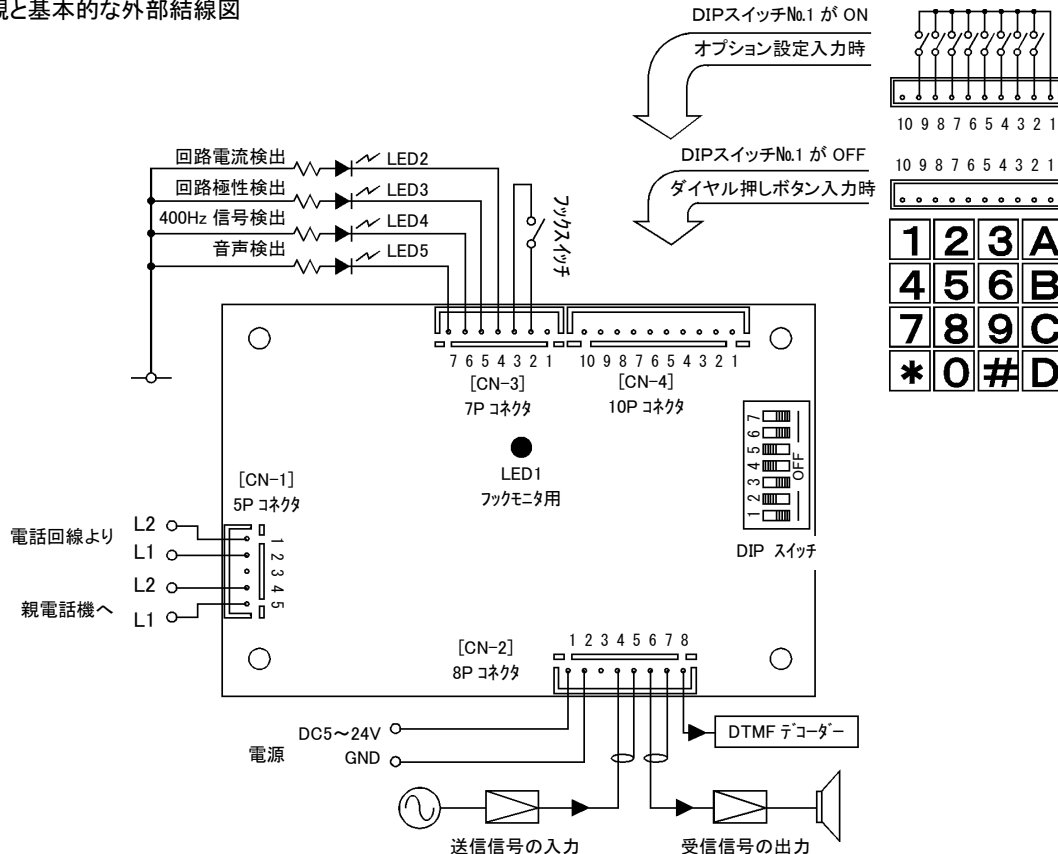 観と基本的な外部結線図
DIPスイッチ№1 が ON
オプション設定入力時
10 9 8 7 6 5 4 3 2 1
DIPスイッチ№1 が OFF
ダイヤル押しボタン入力時
10 9 8 7 6 5 4 3 2 1
1 2 3 A
4 5 6 B
7 8 9 C
* 0 # D
回路電流検出 LED2
回路極性検出 LED3
400Hz 信号検出 LED4
音声検出 LED5
フックスイッチ
7 6 5 4 3 2 1
[CN-3]
7P コネクタ
10 9 8 7 6 5 4 3 2 1
[CN-4]
10P コネクタ
LED1
フックモニタ用
1 2 3 4 5 6 7
OFF
DIP スイッチ
[CN-1]
5P コネクタ
1 2 3 4 5
電話回線より
L2
L1
親電話機へ
L2
L1
[CN-2]
8P コネクタ
1 2 3 4 5 6 7 8
電源
DC5～24V
GND
DTMF デコーダー
送信信号の入力
受信信号の出力